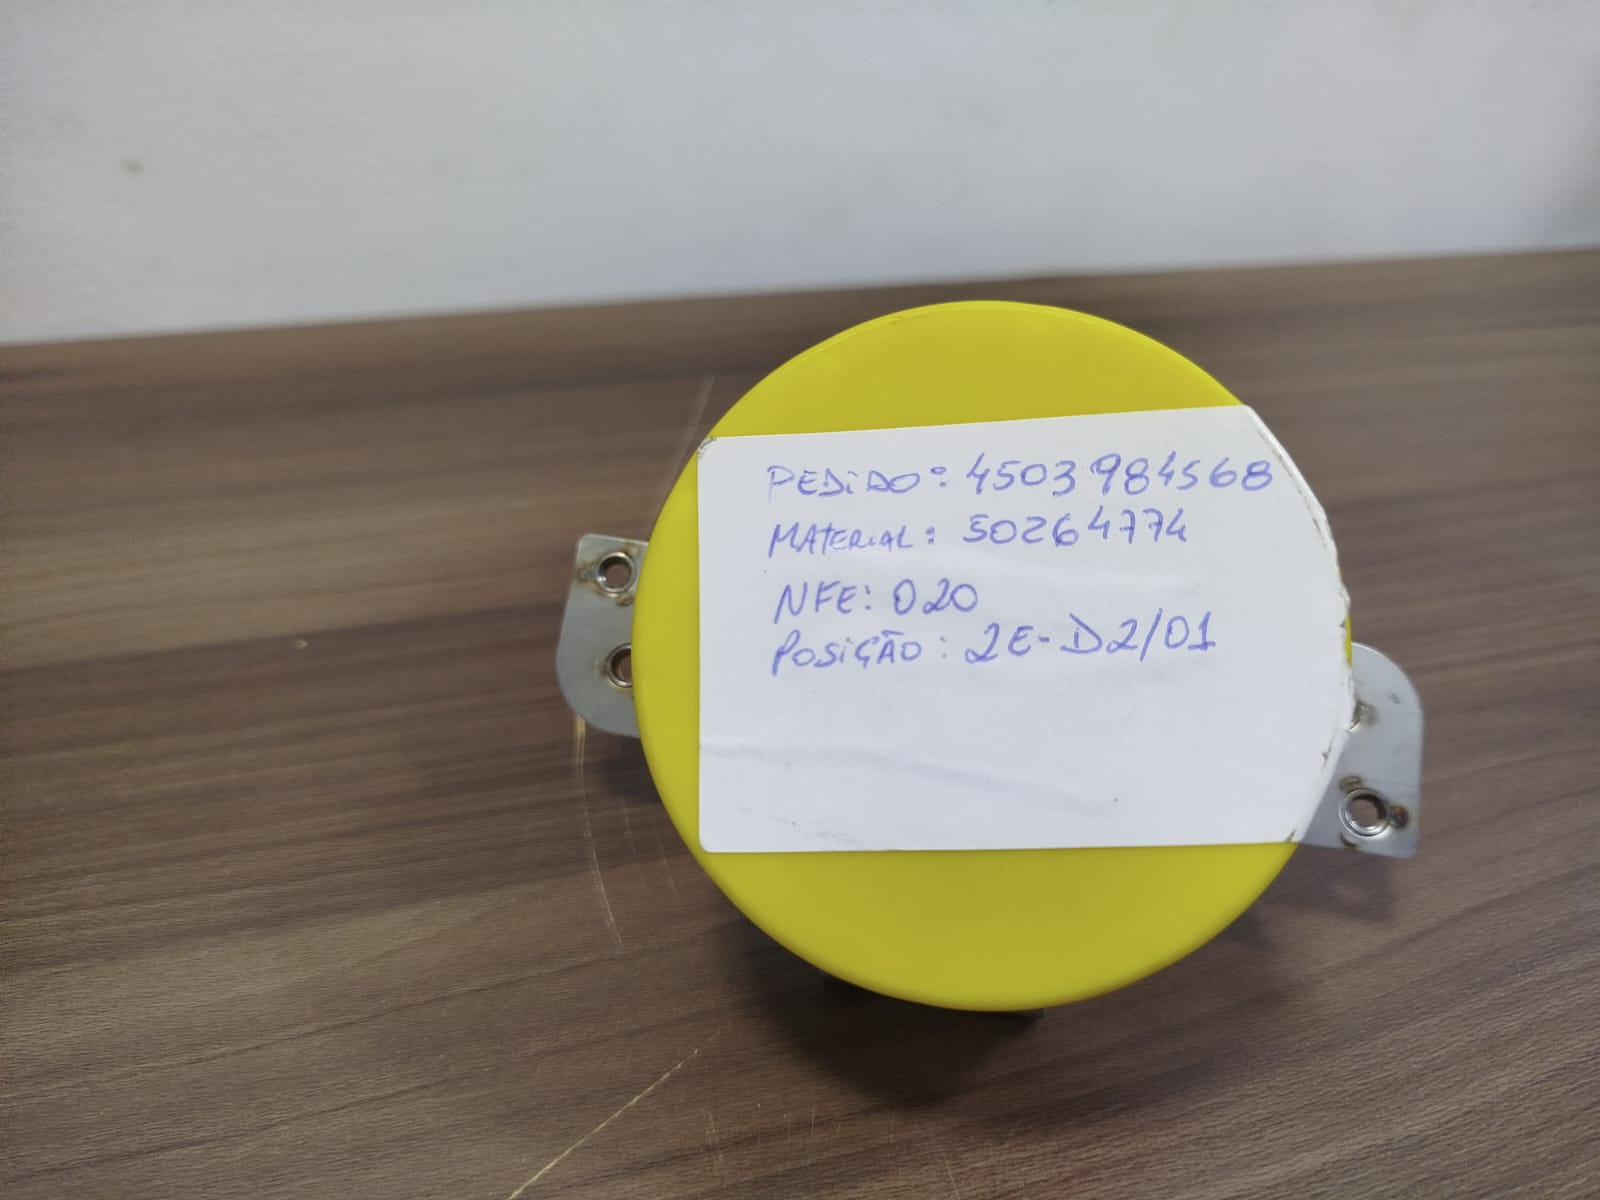 PEDIDO: 4503984568
MATERIAL: 50264774
NFE: 020
POSIÇÃO: 2E-D2/01